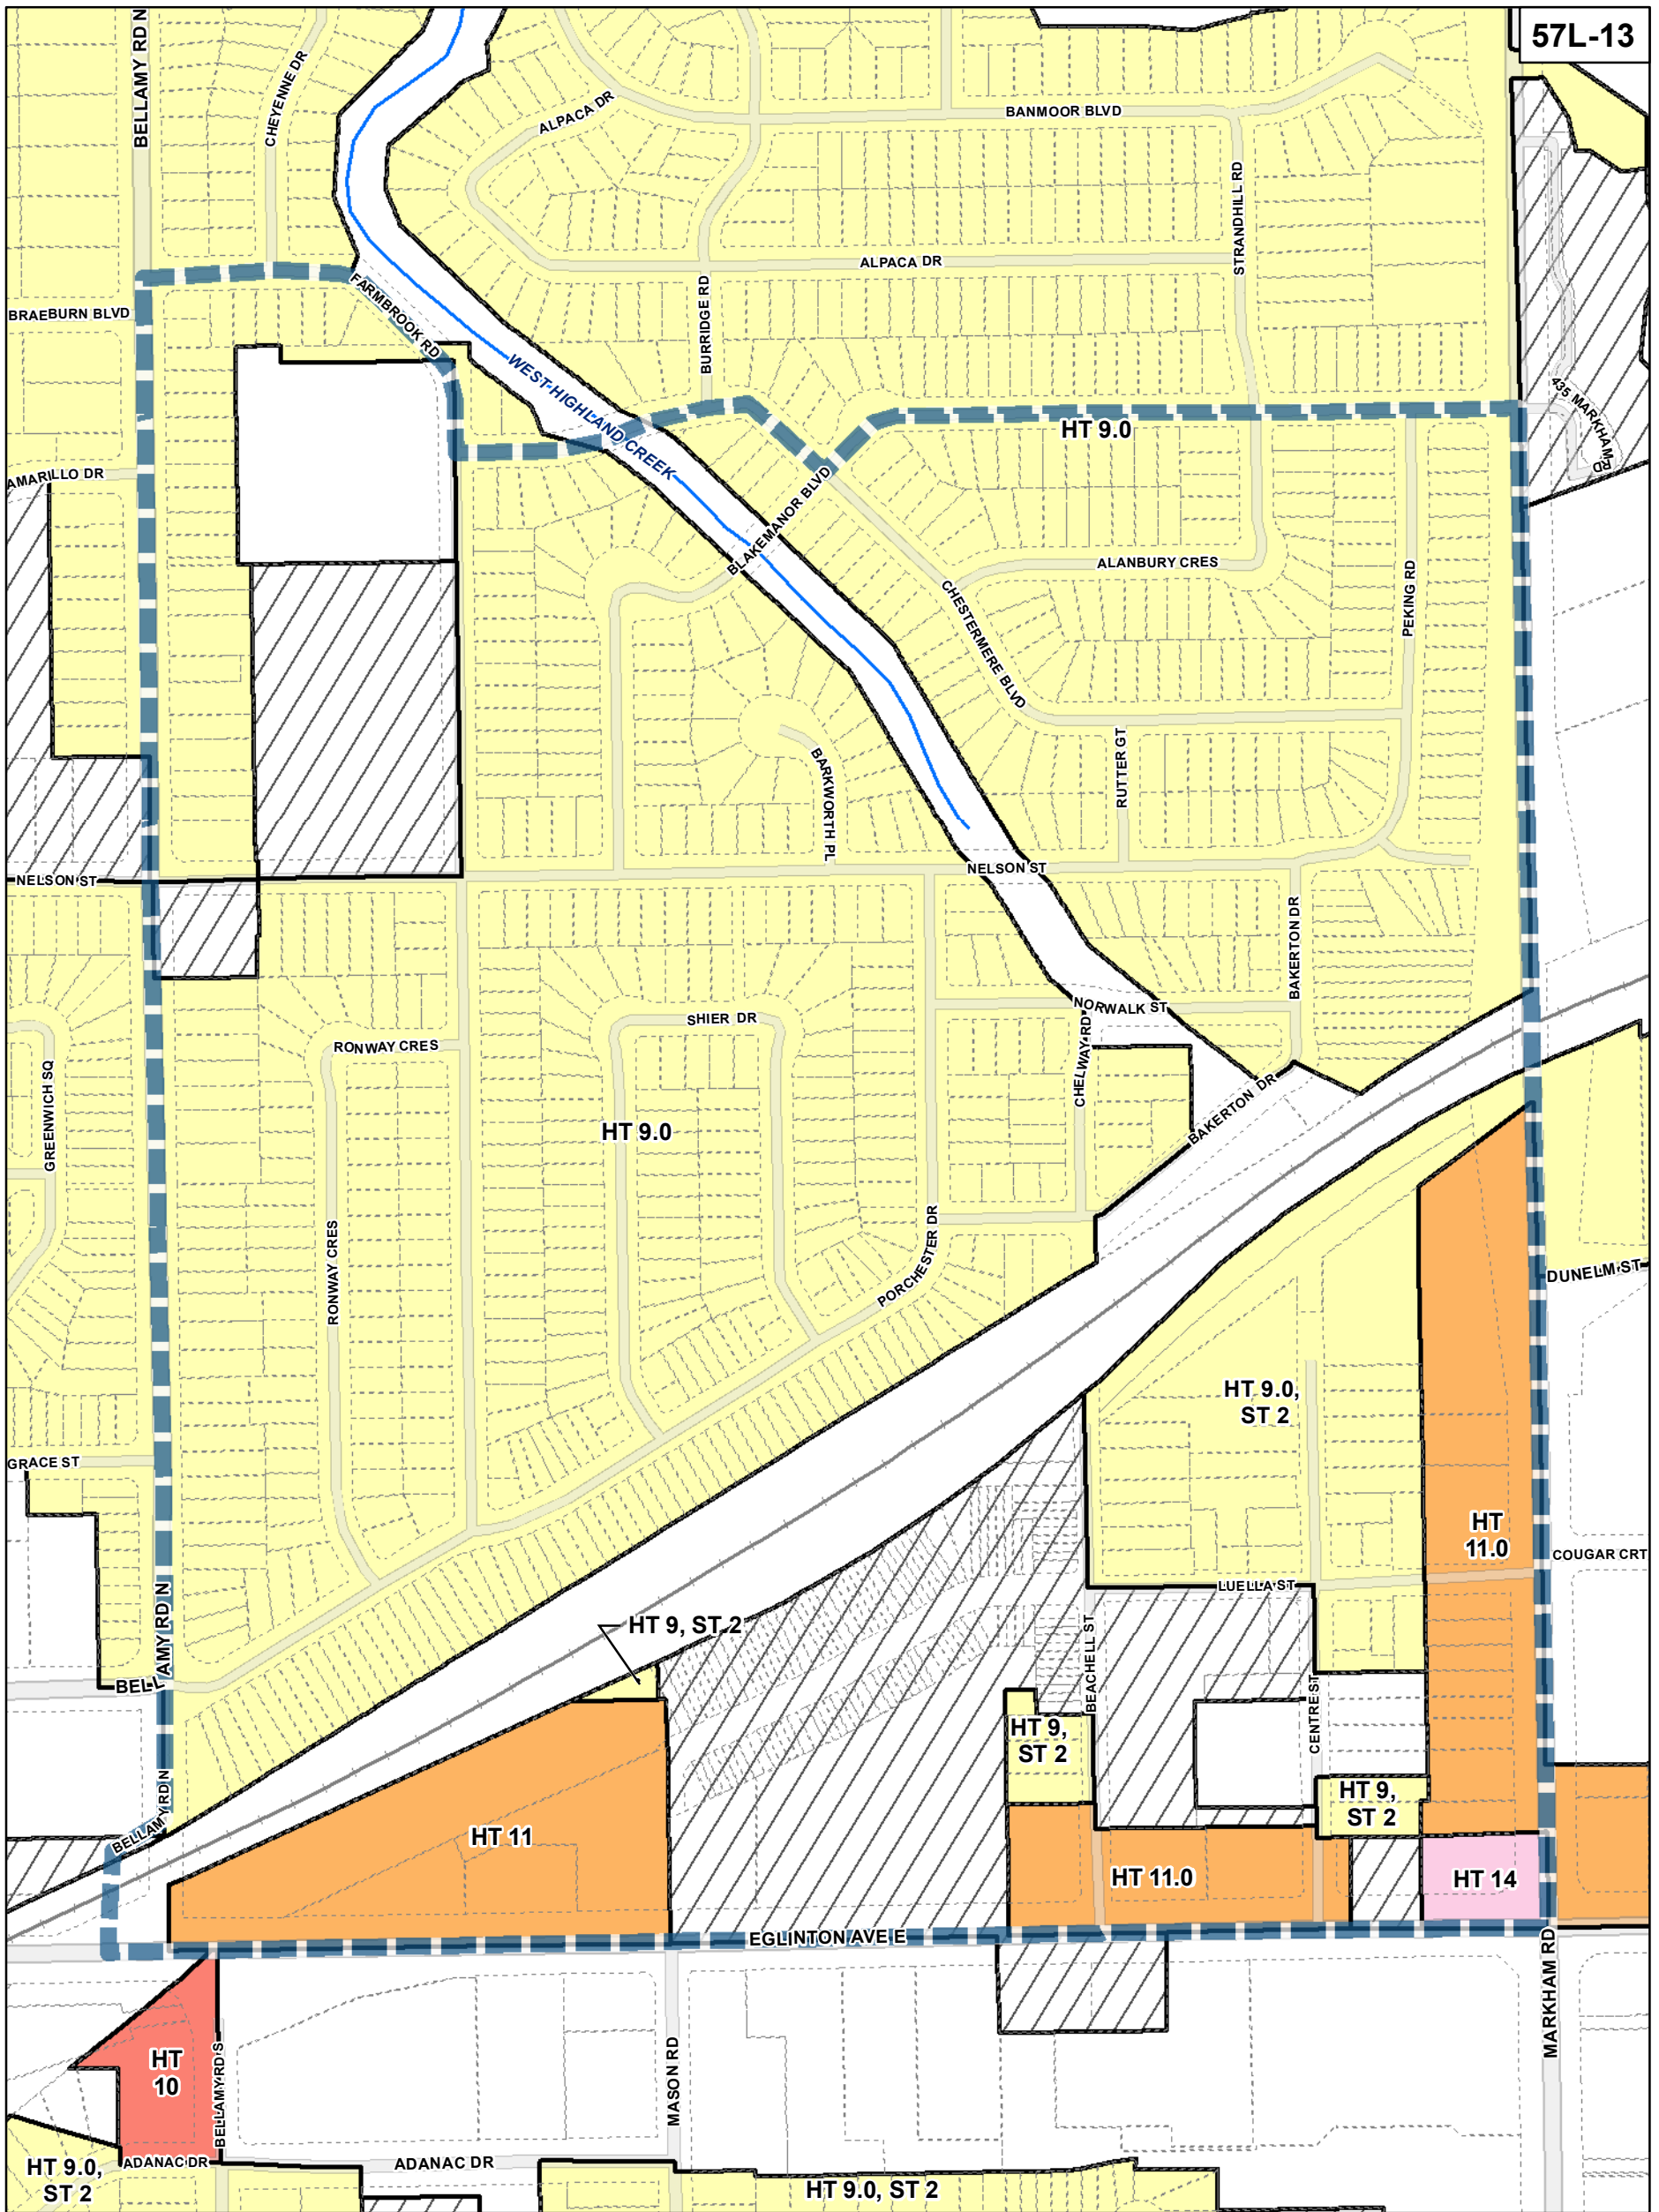 57L-13
BELLAMY RD N
CHEYENNE DR
ALPACA DR
BANMOOR BLVD
STRANDHILL RD
ALPACA DR
BURRIDGE RD
BRAEBURN BLVD
FARMBROOK RD
WEST HIGHLAND CREEK
435 MARKHAM
RD
HT 9.0
AMARILLO DR
BLAKEMANOR BLVD
ALANBURY CRES
CHESTERMERE BLVD
PEKING RD
BARKWORTH PL
RUTTER GT
NELSON ST
NELSON ST
BAKERTON DR
NORWALK ST
SHIER DR
RONWAY CRES
CHELWAY RD
GREENWICH SQ
BAKERTON DR
HT 9.0
RONWAY CRES
PORCHESTER DR
DUNELM ST
HT 9.0,
ST 2
GRACE ST
HT
11.0
COUGAR CRT
LUELLA ST
BELLAMY RD N
HT 9, ST 2
BEACHELL ST
BELL
CENTRE ST
HT 9,
ST 2
HT 9,
ST 2
BELLAMY RD N
HT 11
HT 11.0
HT 14
EGLINTON AVE E
MARKHAM RD
HT
10
BELLAMY RD S
MASON RD
ADANAC DR
ADANAC DR
HT 9.0,
ST 2
HT 9.0, ST 2